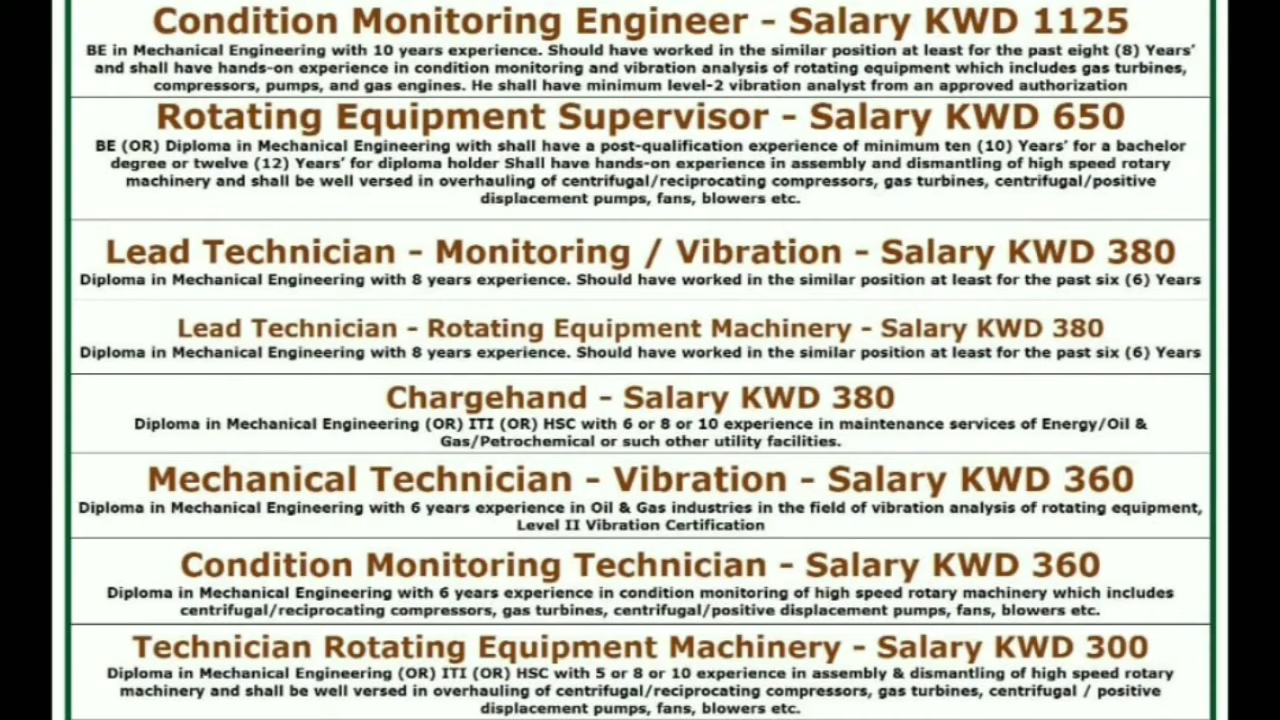 Condition Monitoring Engineer - Salary KWD 1125
BE in Mechanical Engineering with 10 years experience. Should have worked in the similar position at least for the past eight (8) Years'
and shall have hands-on experience in condition monitoring and vibration analysis of rotating equipment which includes gas turbines,
compressors, pumps, and gas engines. He shall have minimum level-2 vibration analyst from an approved authorization
Rotating Equipment Supervisor - Salary KWD 650
BE (OR) Diploma in Mechanical Engineering with shall have a post-qualification experience of minimum ten (10) Years' for a bachelor
degree or twelve (12) Years' for diploma holder Shall have hands-on experience in assembly and dismantling of high speed rotary
machinery and shall be well versed in overhauling of centrifugal/reciprocating compressors, gas turbines, centrifugal/positive
displacement pumps, fans, blowers etc.
Lead Technician - Monitoring / Vibration - Salary KWD 380
Diploma in Mechanical Engineering with 8 years experience. Should have worked in the similar position at least for the past six (6) Years
Lead Technician - Rotating Equipment Machinery - Salary KWD 380
Diploma in Mechanical Engineering with 8 years experience. Should have worked in the similar position at least for the past six (6) Years
Chargehand - Salary KWD 380
Diploma in Mechanical Engineering (OR) ITI (OR) HSC with 6 or 8 or 10 experience in maintenance services of Energy/Oil &
Gas/Petrochemical or such other utility facilities.
Mechanical Technician - Vibration - Salary KWD 360
Diploma in Mechanical Engineering with 6 years experience in Oil & Gas industries in the field of vibration analysis of rotating equipment,
Level II Vibration Certification
Condition Monitoring Technician - Salary KWD 360
Diploma in Mechanical Engineering with 6 years experience in condition monitoring of high speed rotary machinery which includes
centrifugal/reciprocating compressors, gas turbines, centrifugal/positive displacement pumps, fans, blowers etc.
Technician Rotating Equipment Machinery - Salary KWD 300
Diploma in Mechanical Engineering (OR) ITI (OR) HSC with 5 or 8 or 10 experience in assembly & dismantling of high speed rotary
machinery and shall be well versed in overhauling of centrifugal/reciprocating compressors, gas turbines, centrifugal / positive
displacement pumps, fans, blowers etc.